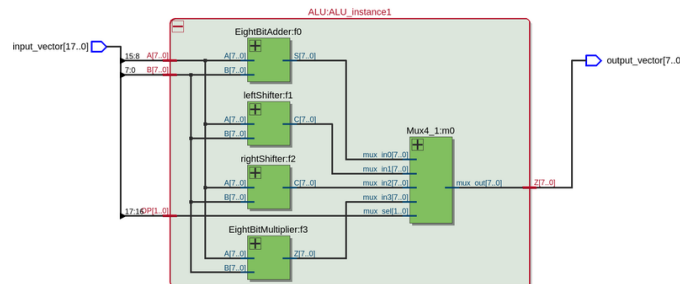 ALU:ALU_instance1
input_vector[17..0]
15:8 A[7..0]
7:0 B[7..0]
17:16 OP[1..0]
EightBitAdder:f0
A[7..0] S[7..0]
B[7..0]
leftShifter:f1
A[7..0] C[7..0]
B[7..0]
rightShifter:f2
A[7..0] C[7..0]
B[7..0]
EightBitMultiplier:f3
A[7..0] Z[7..0]
B[7..0]
Mux4_1:m0
mux_in0[7..0]
mux_in1[7..0]
mux_in2[7..0] mux_out[7..0]
mux_in3[7..0]
mux_sel[1..0]
Z[7..0]
output_vector[7..0